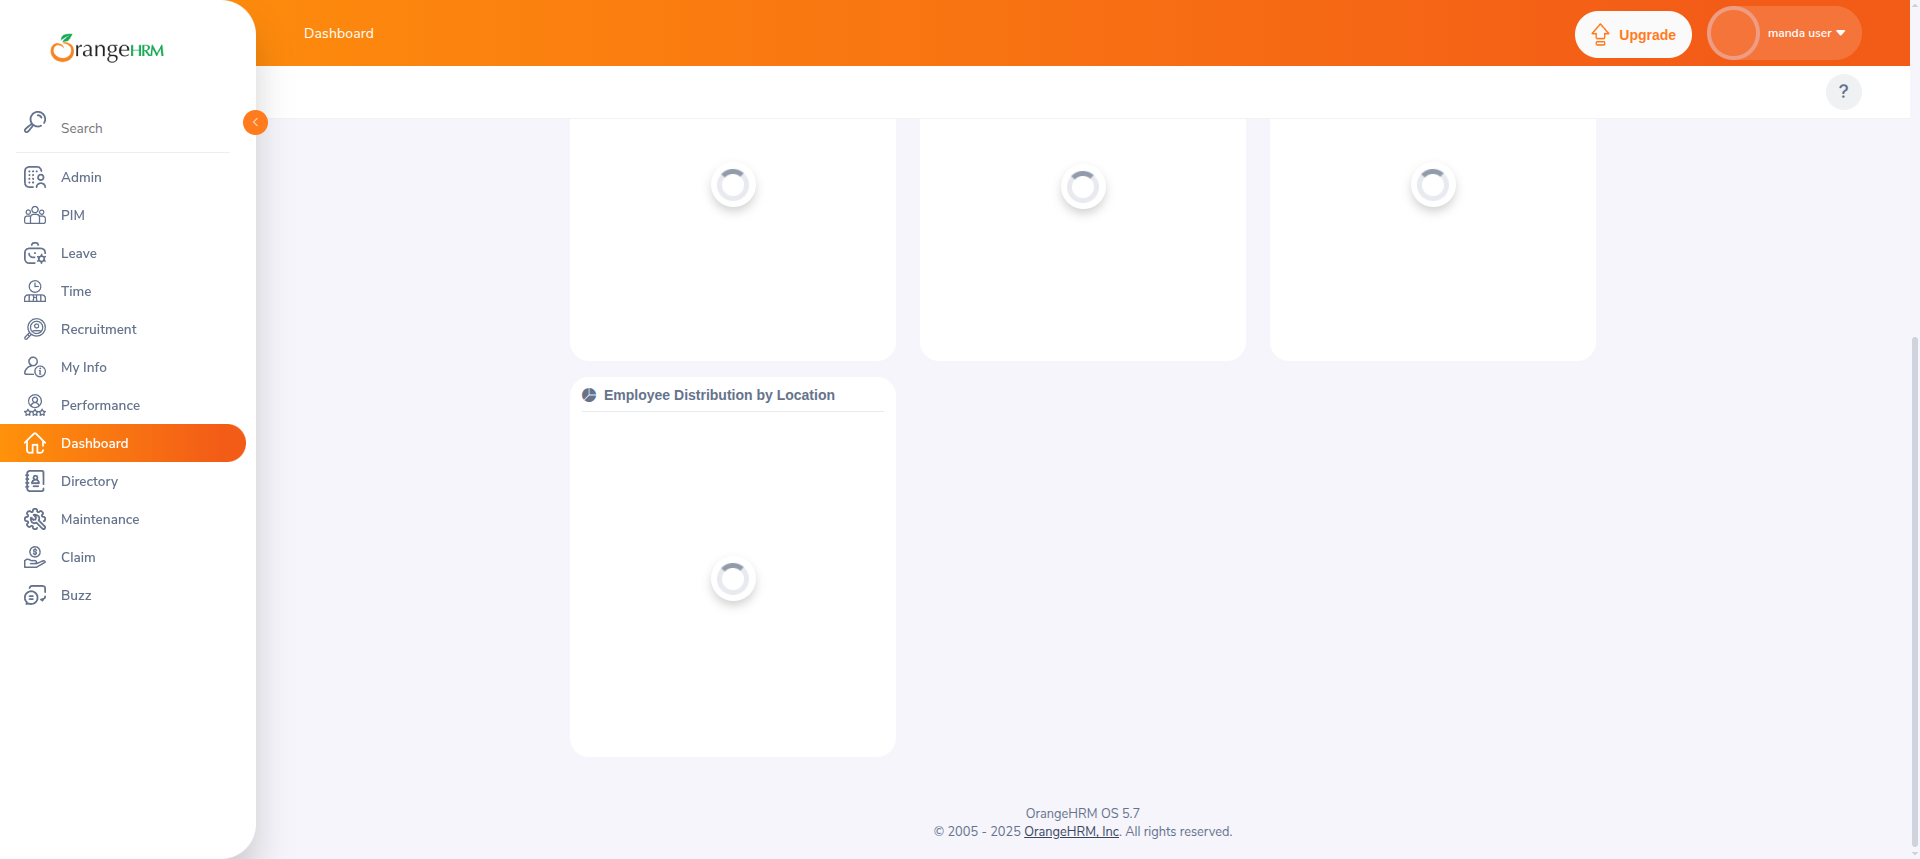 OrangeHRM
Dashboard
Upgrade
manda user
?
Search
Admin
PIM
Leave
Time
Recruitment
My Info
Performance
Dashboard
Directory
Maintenance
Claim
Buzz
Employee Distribution by Location
OrangeHRM OS 5.7
© 2005 - 2025 OrangeHRM, Inc. All rights reserved.